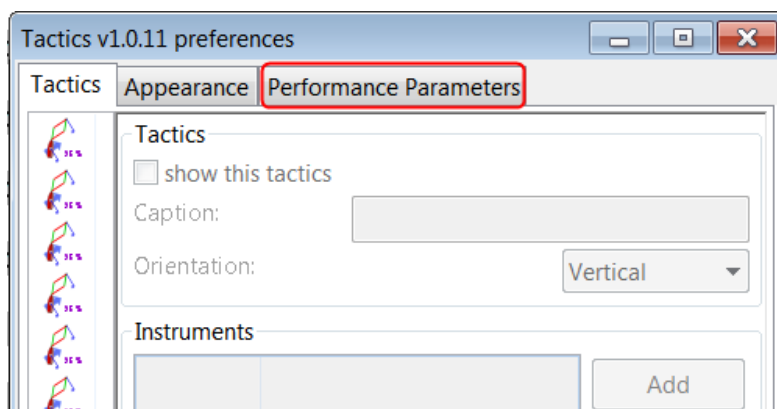 Tactics v1.0.11 preferences
Tactics Appearance Performance Parameters
Tactics
show this tactics
Caption:
Orientation: Vertical
Instruments
Add